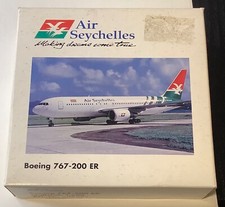 Air
Seychelles
Making dreams come true
Air Seychelles
Boeing 767-200 ER